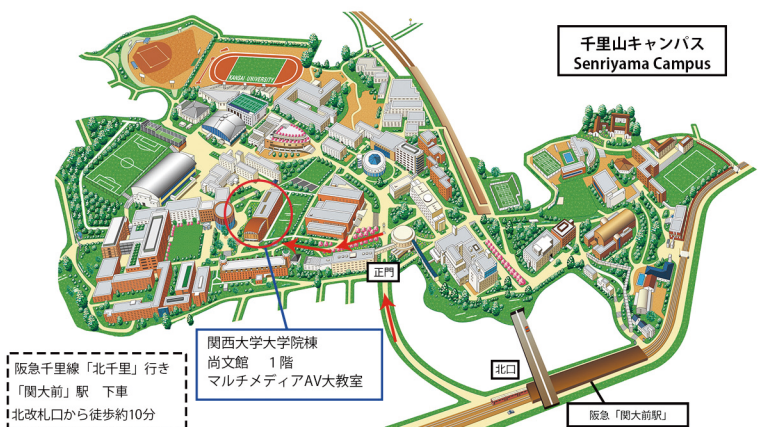 千里山キャンパス
Senriyama Campus
KANSAI UNIVERSITY
正門
関西大学大学院棟
尚文館　１階
マルチメディアAV大教室
阪急千里線「北千里」行き
「関大前」駅　下車
北改札口から徒歩約10分
北口
阪急「関大前駅」